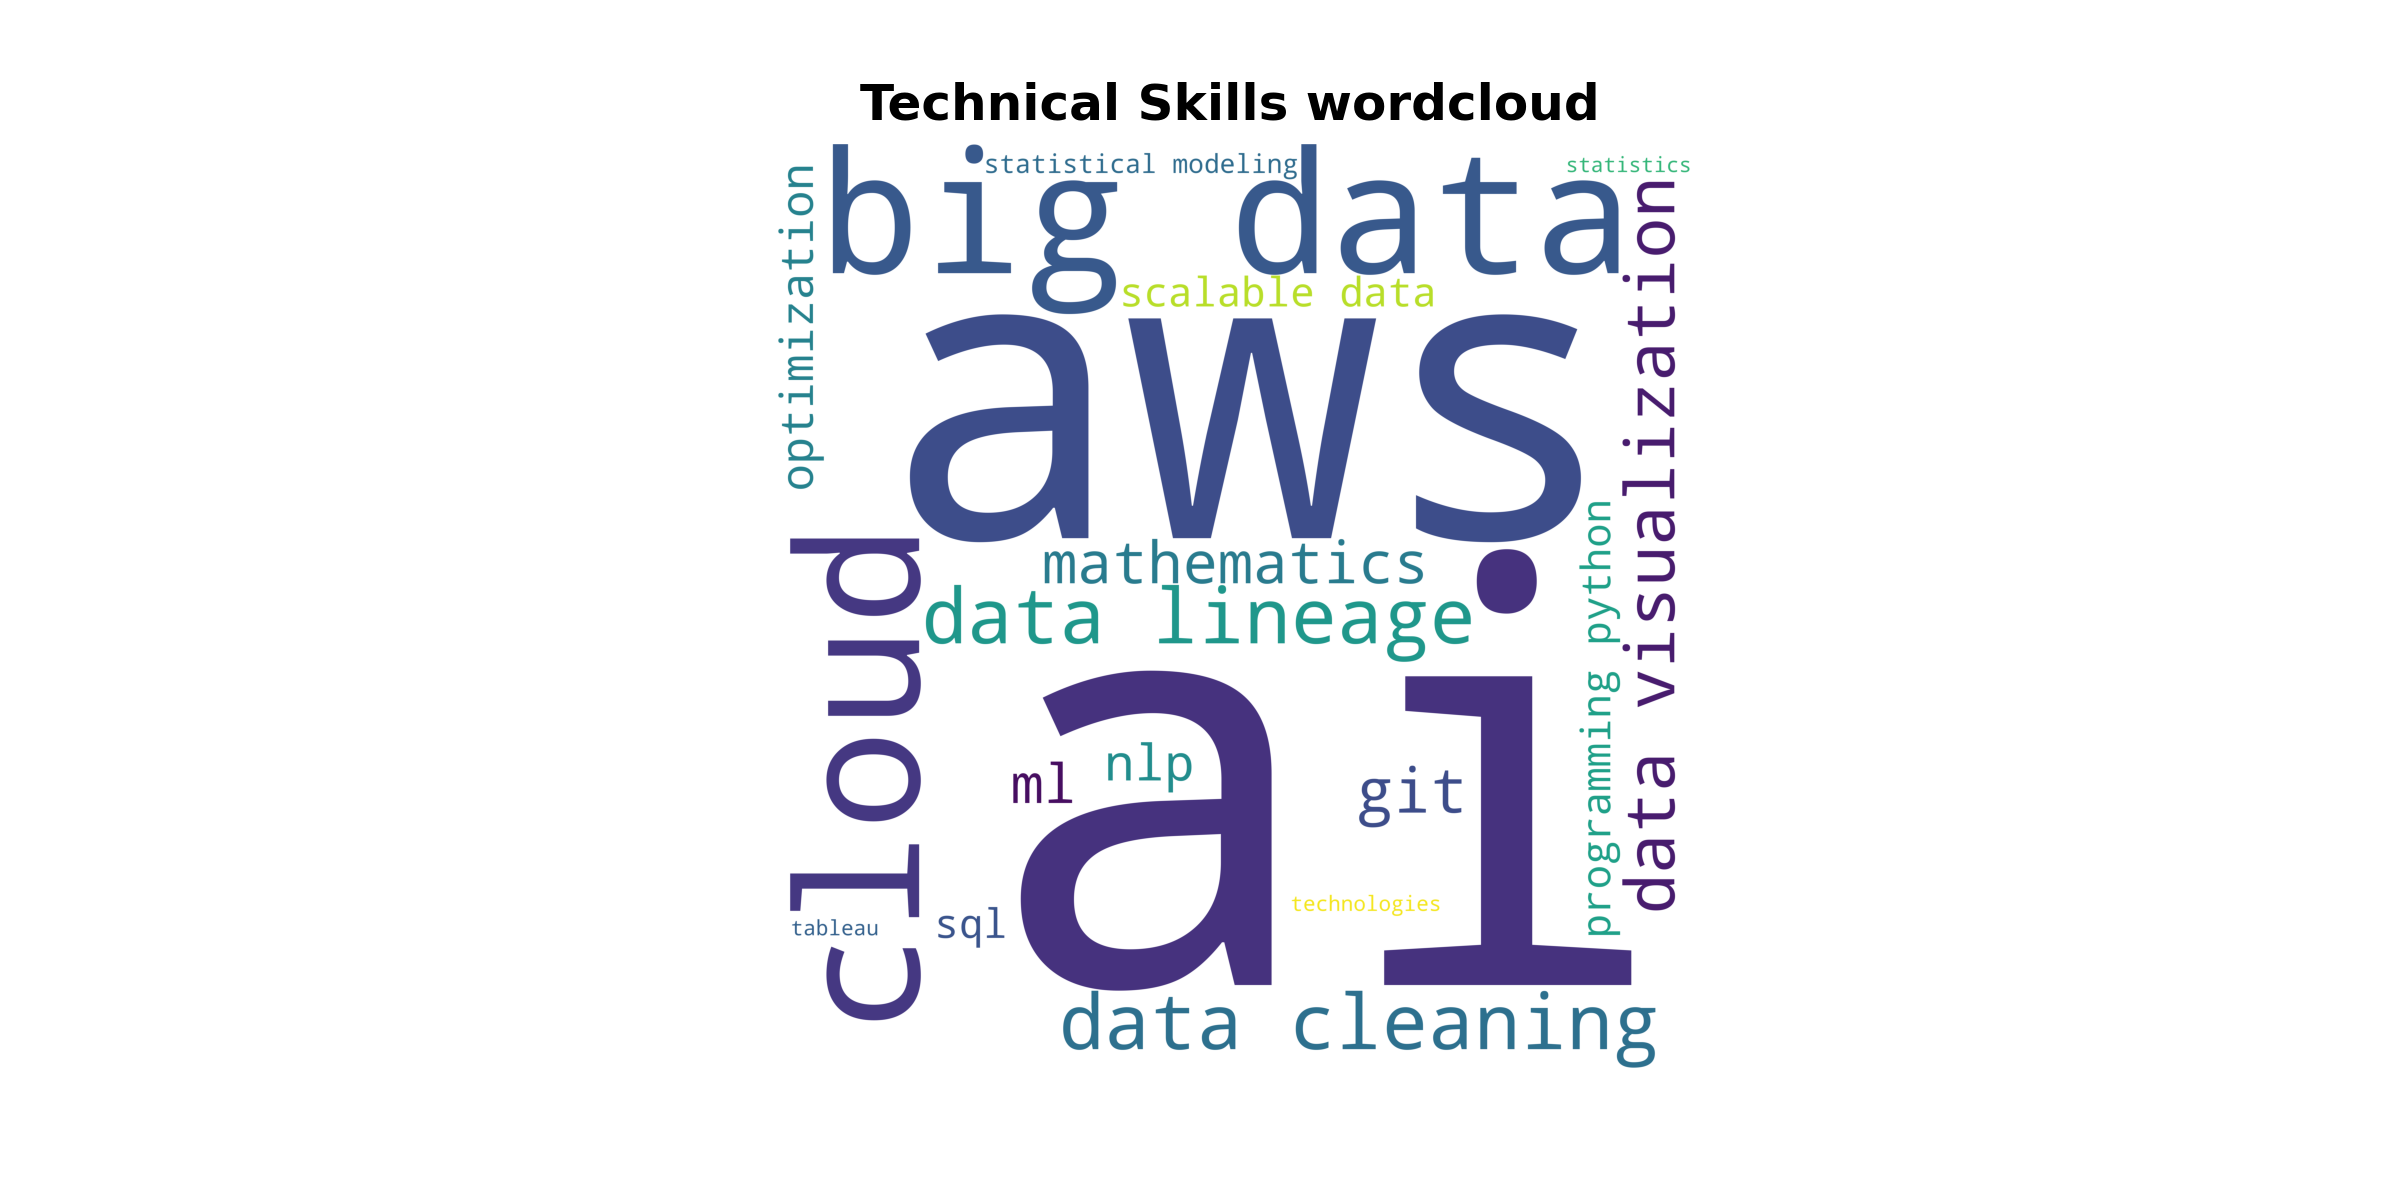 Technical Skills wordcloud
statistical modeling
statistics
big data
optimization
scalable data
data visualization
aws
programming python
mathematics
data lineage
cloud
ai
nlp
ml
git
technologies
tableau
sql
data cleaning